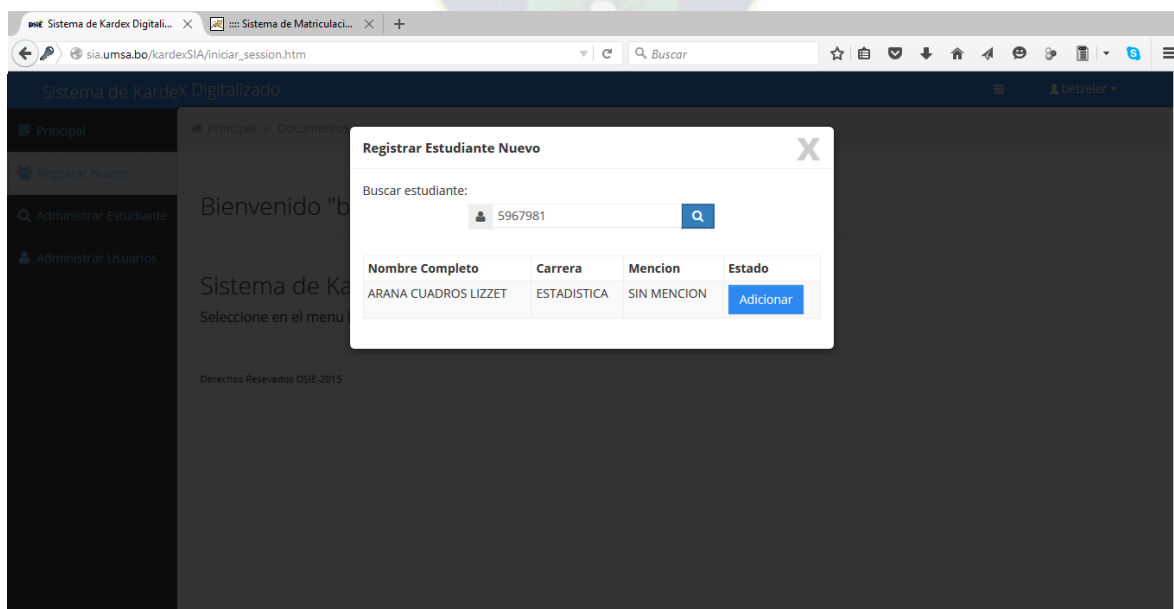 DSIE Sistema de Kardex Digitali...
:::: Sistema de Matriculaci...
sia.umsa.bo/kardexSIA/iniciar_session.htm
Buscar
Sistema de Kardex Digitalizado
betzeler
Principal
Principal > Documentos
Registrar Nuevo
Administrar Estudiante
Administrar Usuarios
Bienvenido "b
Sistema de Ka
Seleccione en el menu
Derechos Resevados DSIE-2015
Registrar Estudiante Nuevo
X
Buscar estudiante:
5967981
Nombre Completo Carrera Mencion Estado
ARANA CUADROS LIZZET ESTADISTICA SIN MENCION Adicionar